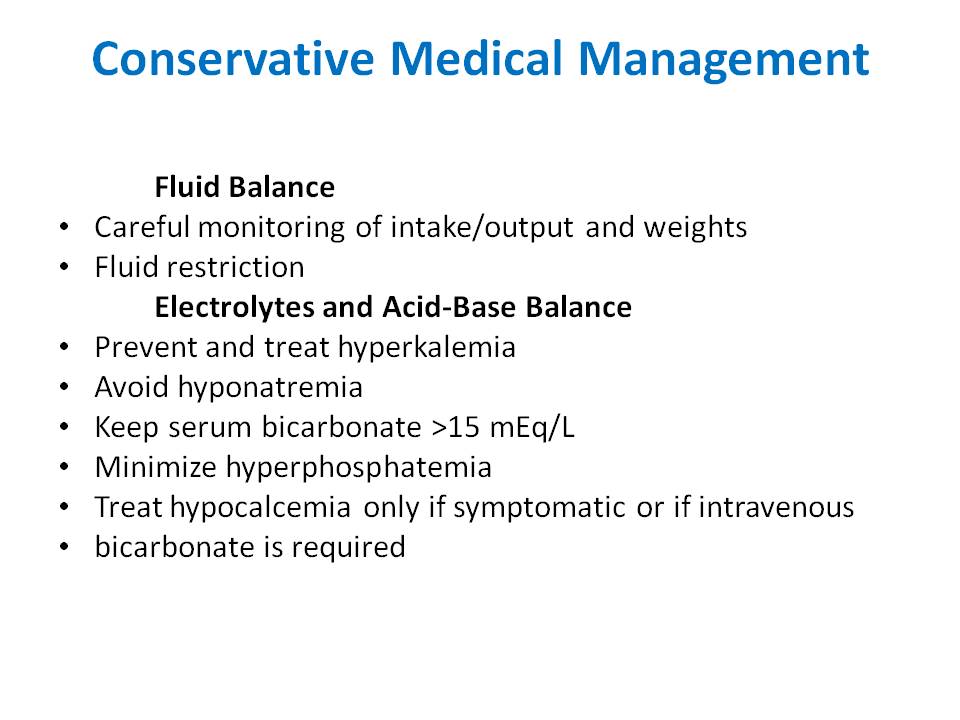 Conservative Medical Management
Fluid Balance
• Careful monitoring of intake/output and weights
• Fluid restriction
Electrolytes and Acid-Base Balance
• Prevent and treat hyperkalemia
• Avoid hyponatremia
• Keep serum bicarbonate >15 mEq/L
• Minimize hyperphosphatemia
• Treat hypocalcemia only if symptomatic or if intravenous
• bicarbonate is required